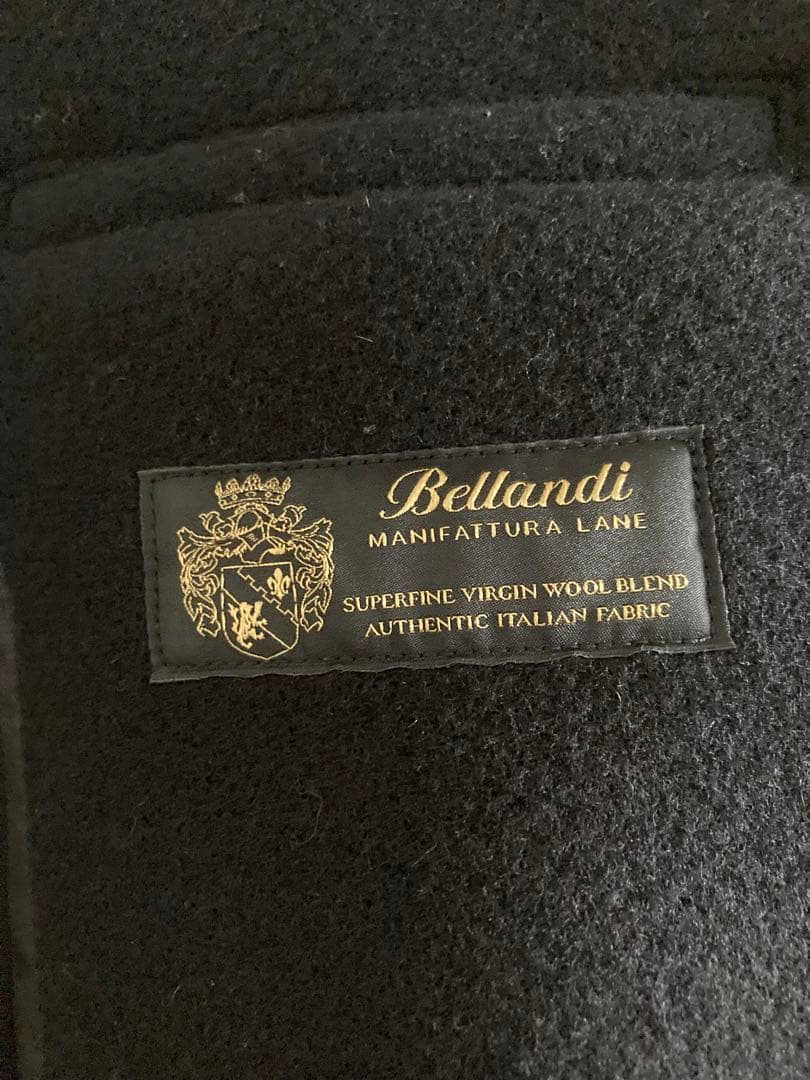 Bellandi
MANIFATTURA LANE
SUPERFINE VIRGIN WOOL BLEND
AUTHENTIC ITALIAN FABRIC